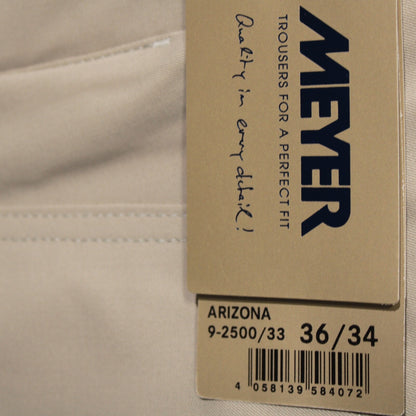 MEYER
TROUSERS FOR A PERFECT FIT
Quality in every detail!
ARIZONA
9-2500/33 36/34
4 058139 584072